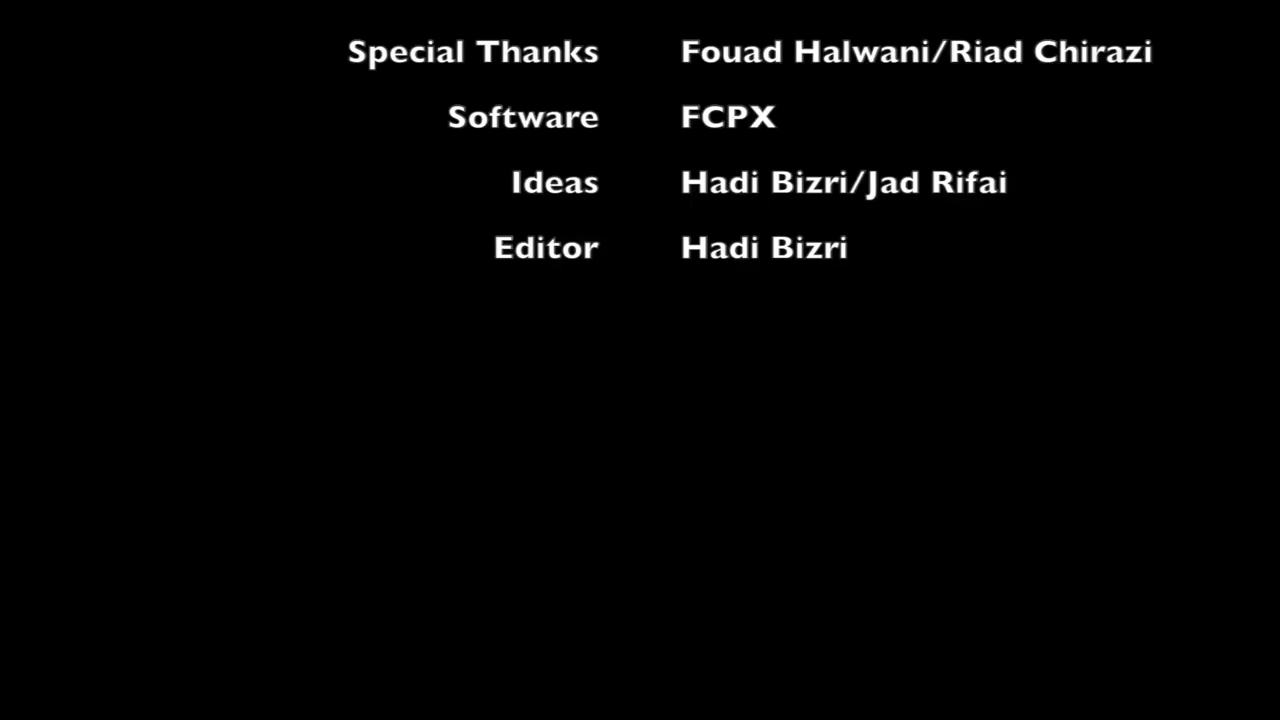 Special Thanks Fouad Halwani/Riad Chirazi
Software FCPX
Ideas Hadi Bizri/Jad Rifai
Editor Hadi Bizri